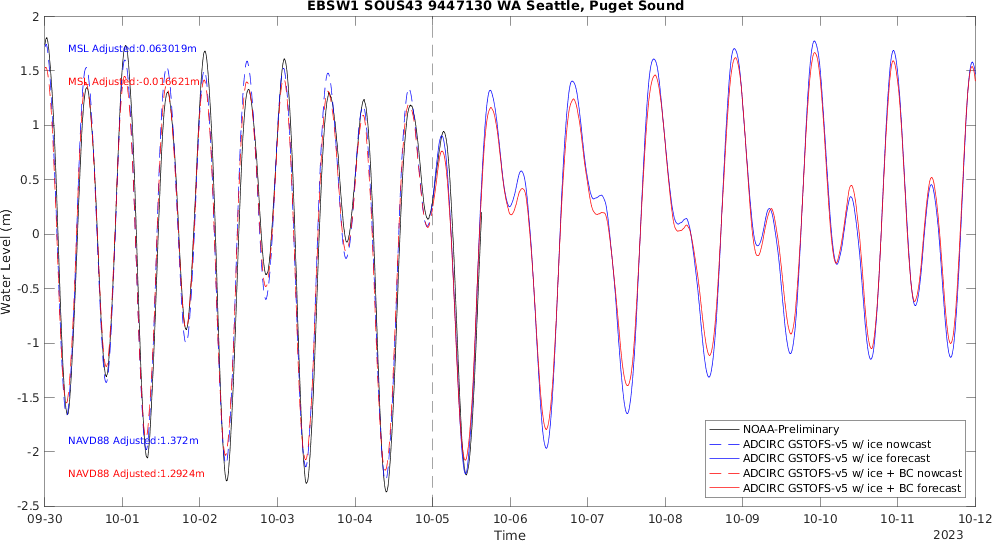 EBSW1 SOUS43 9447130 WA Seattle, Puget Sound
2
1.5
1
0.5
0
-0.5
-1
-1.5
-2
-2.5
Water Level (m)
MSL Adjusted:0.063019m
MSL Adjusted:-0.016621m
NAVD88 Adjusted:1.372m
NAVD88 Adjusted:1.2924m
NOAA-Preliminary
ADCIRC GSTOFS-v5 w/ ice nowcast
ADCIRC GSTOFS-v5 w/ ice forecast
ADCIRC GSTOFS-v5 w/ ice + BC nowcast
ADCIRC GSTOFS-v5 w/ ice + BC forecast
09-30 10-01 10-02 10-03 10-04 10-05 10-06 10-07 10-08 10-09 10-10 10-11 10-12
Time
2023